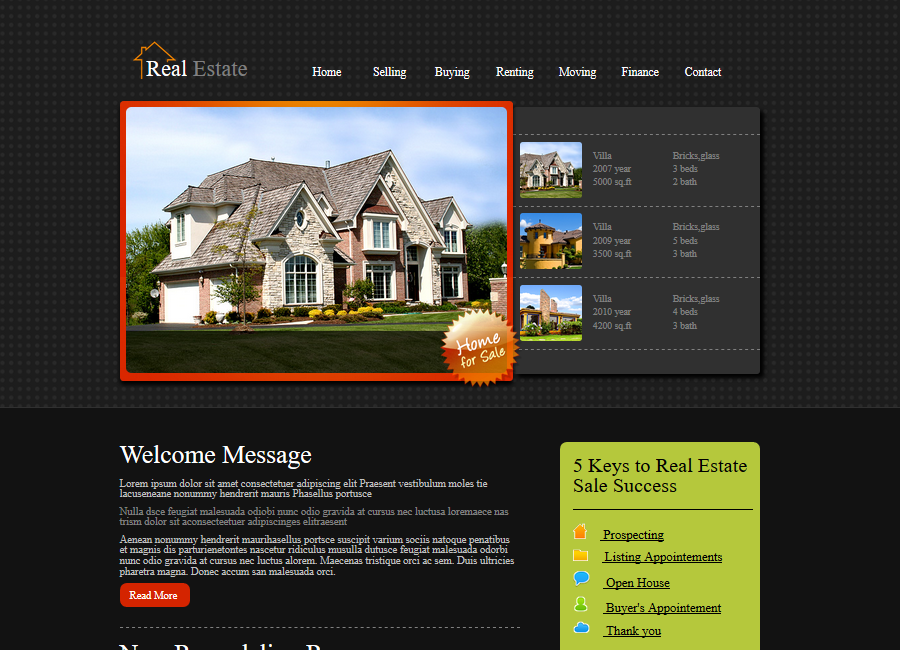 Real Estate
Home Selling Buying Renting Moving Finance Contact
Villa Bricks,glass
2007 year 3 beds
5000 sq.ft 2 bath
Villa Bricks,glass
2009 year 5 beds
3500 sq.ft 3 bath
Villa Bricks,glass
2010 year 4 beds
4200 sq.ft 3 bath
Home
for Sale
Welcome Message
Lorem ipsum dolor sit amet consectetuer adipiscing elit Praesent vestibulum moles tie
lacuseneane nonummy hendrerit mauris Phasellus portusce
Nulla dsce feugiat malesuada odiobi nunc odio gravida at cursus nec luctusa loremaece nas
trism dolor sit aconsecteetuer adipiscinges elitraesent
Aenean nonummy hendrerit maurihasellus portsce suscipit varium sociis natoque penatibus
et magnis dis parturienetontes nascetur ridiculus musulla dutusce feugiat malesuada odorbi
nunc odio gravida at cursus nec luctus alorem. Maecenas tristique orci ac sem. Duis ultricies
pharetra magna. Donec accum san malesuada orci.
Read More
5 Keys to Real Estate
Sale Success
Prospecting
Listing Appointements
Open House
Buyer's Appointement
Thank you